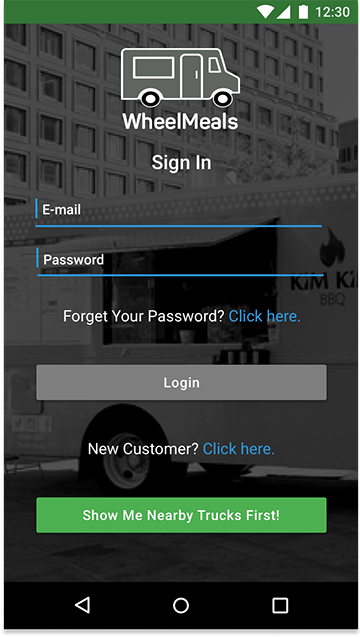 12:30
WheelMeals
Sign In
E-mail
Password
KiM Ki
BBQ
Forget Your Password? Click here.
Login
New Customer? Click here.
Show Me Nearby Trucks First!